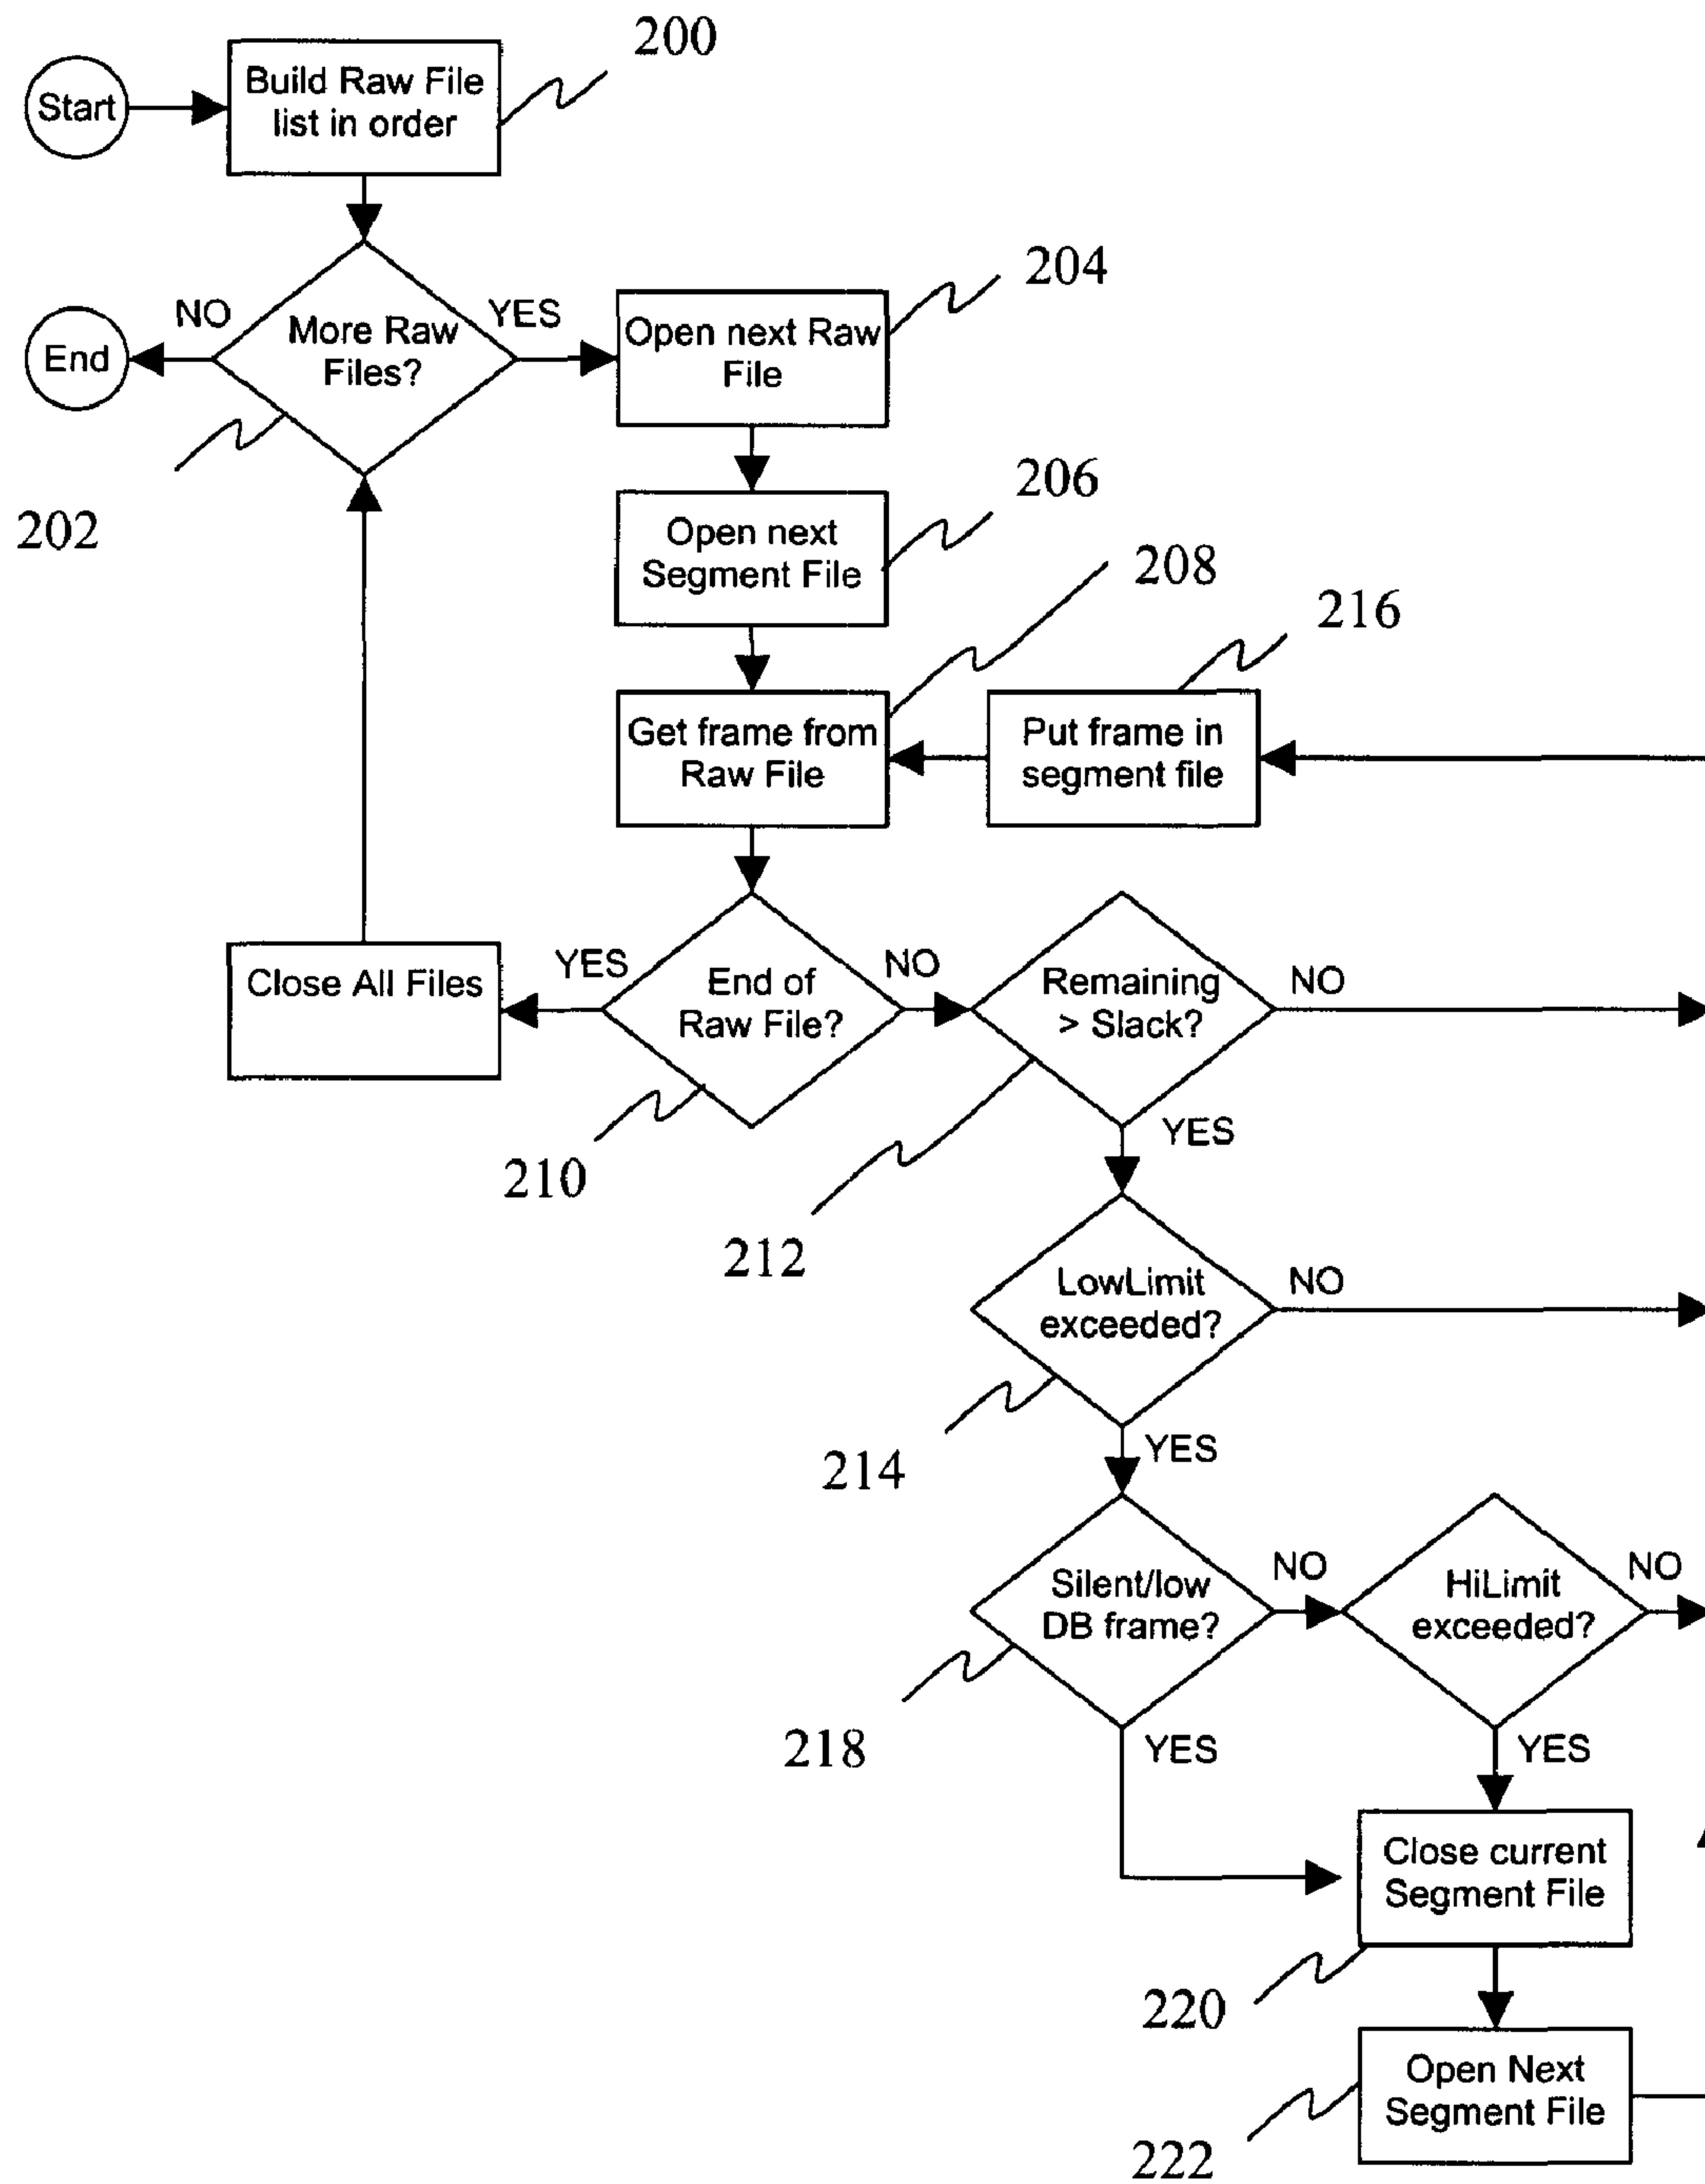 200
Start
Build Raw File
list in order
204
NO
YES
More Raw
Files?
End
Open next Raw
File
202
206
Open next
Segment File
208
216
Get frame from
Raw File
Put frame in
segment file
Close All Files
YES
End of
Raw File?
NO
Remaining
> Slack?
NO
210
YES
212
LowLimit
exceeded?
NO
214
YES
Silent/low
DB frame?
NO
HiLimit
exceeded?
NO
218
YES
YES
Close current
Segment File
220
Open Next
Segment File
222